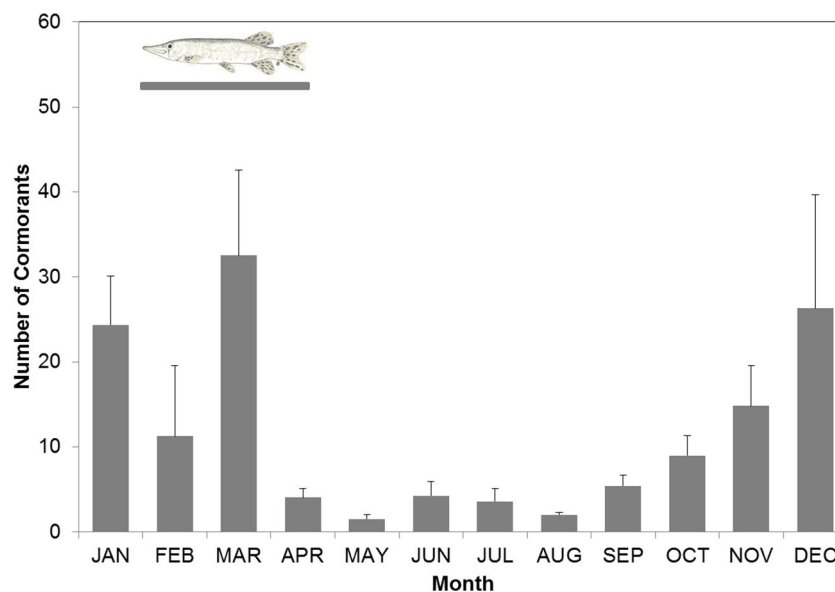 60
50
40
30
20
10
0
Number of Cormorants
JAN FEB MAR APR MAY JUN JUL AUG SEP OCT NOV DEC
Month